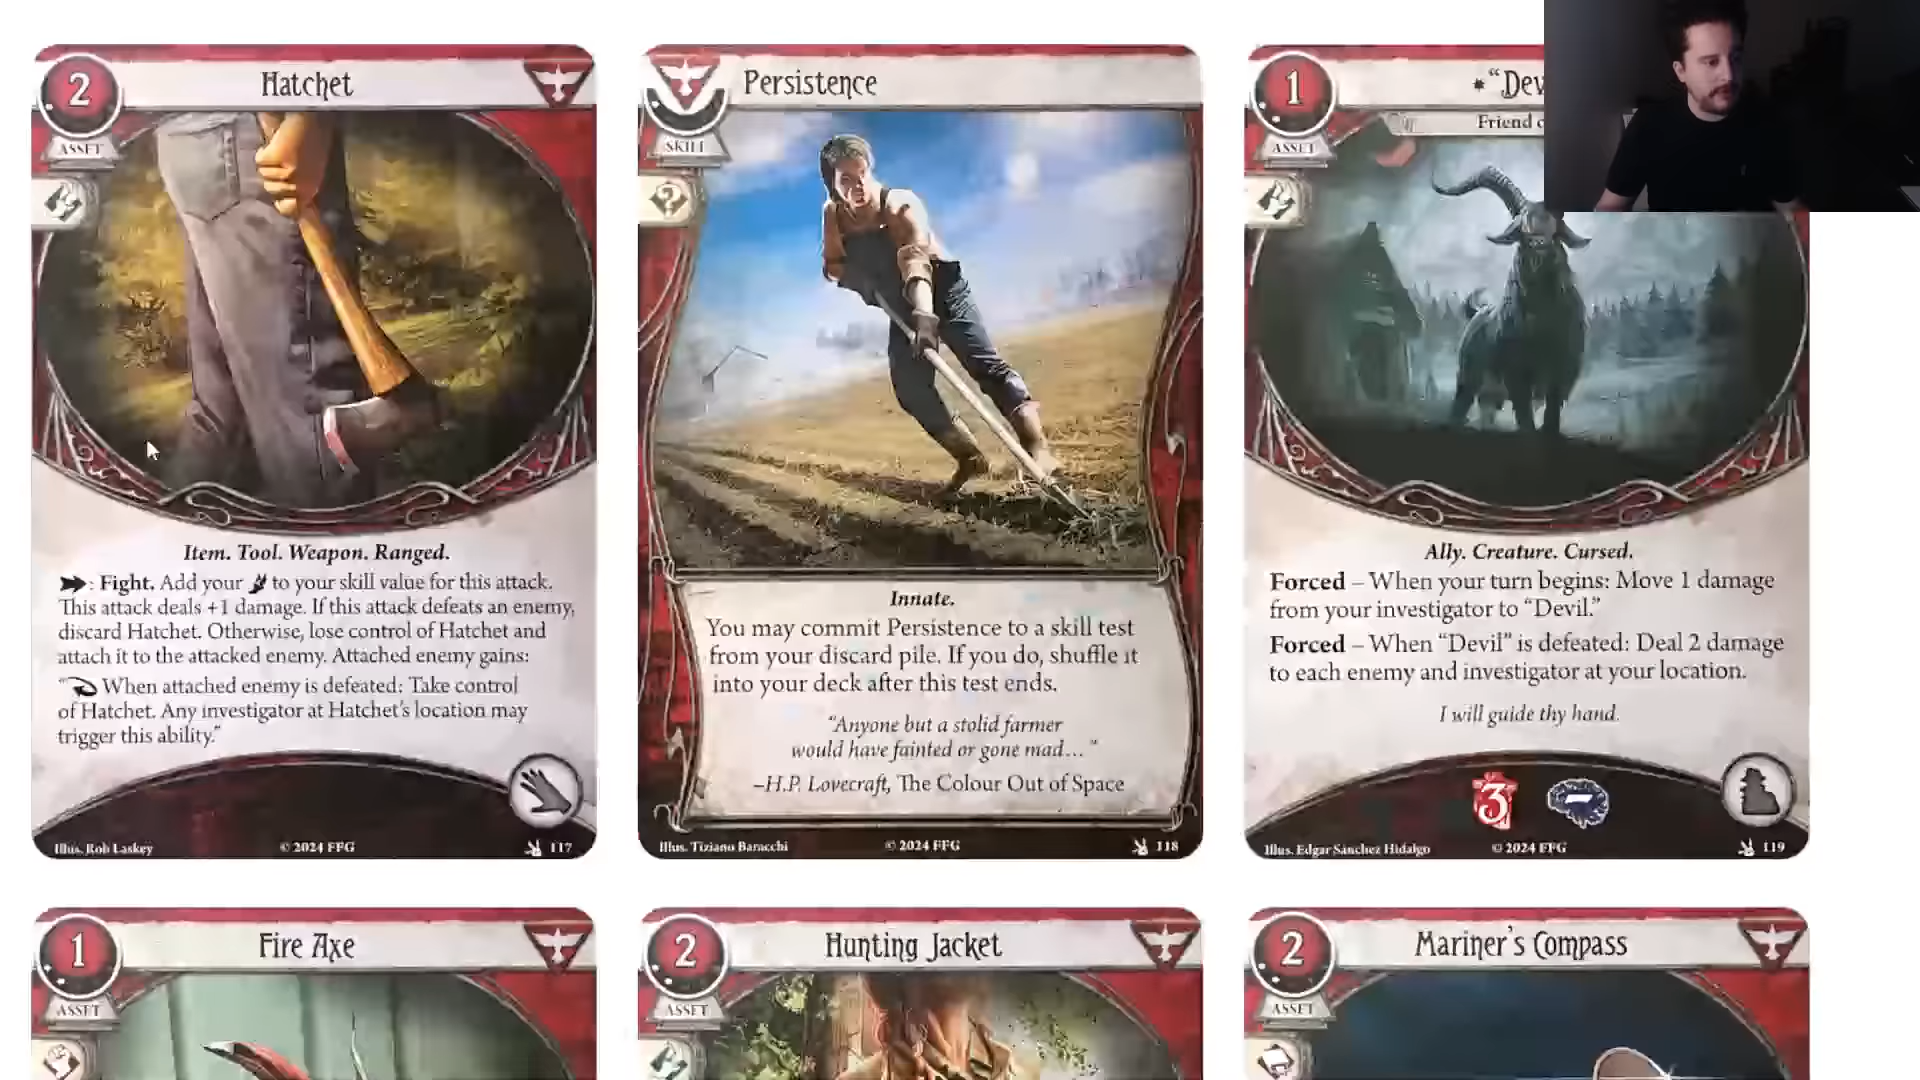 2
Hatchet
ASSET
Item. Tool. Weapon. Ranged.
: Fight. Add your to your skill value for this attack.
This attack deals +1 damage. If this attack defeats an enemy,
discard Hatchet. Otherwise, lose control of Hatchet and
attach it to the attacked enemy. Attached enemy gains:
“ When attached enemy is defeated: Take control
of Hatchet. Any investigator at Hatchet’s location may
trigger this ability.”
Illus. Rob Laskey
© 2024 FFG
117
Persistence
SKILL
?
Innate.
You may commit Persistence to a skill test
from your discard pile. If you do, shuffle it
into your deck after this test ends.
“Anyone but a stolid farmer
would have fainted or gone mad… ”
–H.P. Lovecraft, The Colour Out of Space
Illus. Tiziano Baracchi
© 2024 FFG
118
1
“Dev
Friend o
ASSET
Ally. Creature. Cursed.
Forced – When your turn begins: Move 1 damage
from your investigator to “Devil.”
Forced – When “Devil” is defeated: Deal 2 damage
to each enemy and investigator at your location.
I will guide thy hand.
3
–
Illus. Edgar Sánchez Hidalgo
© 2024 FFG
119
1
Fire Axe
ASSET
2
Hunting Jacket
ASSET
2
Mariner’s Compass
ASSET